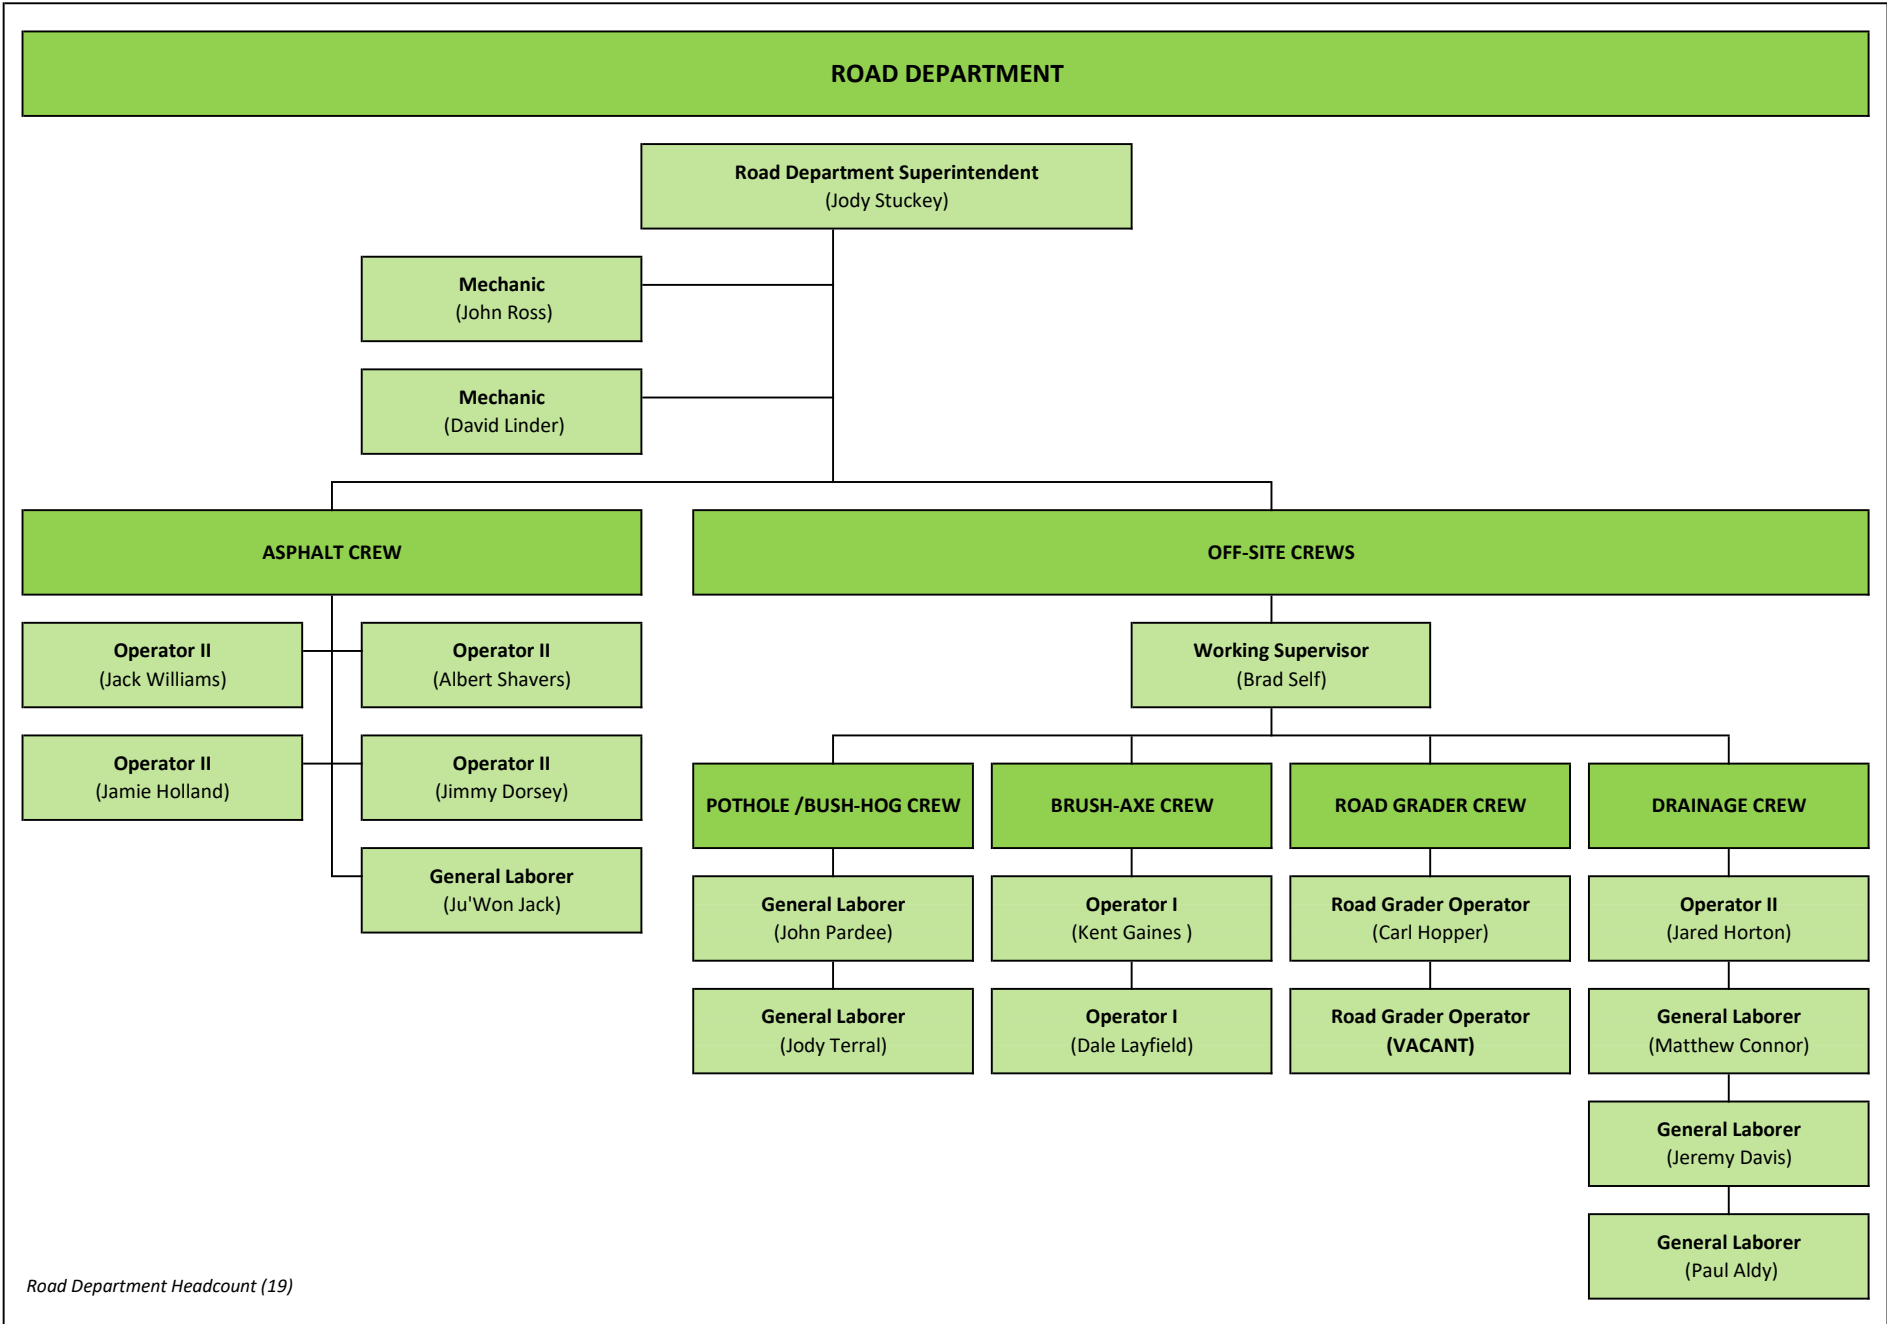 ROAD DEPARTMENT
Road Department Superintendent
(Jody Stuckey)
Mechanic
(John Ross)
Mechanic
(David Linder)
ASPHALT CREW
OFF-SITE CREWS
Operator II
(Jack Williams)
Operator II
(Albert Shavers)
Working Supervisor
(Brad Self)
Operator II
(Jamie Holland)
Operator II
(Jimmy Dorsey)
General Laborer
(Ju'Won Jack)
POTHOLE /BUSH-HOG CREW
BRUSH-AXE CREW
ROAD GRADER CREW
DRAINAGE CREW
General Laborer
(John Pardee)
Operator I
(Kent Gaines )
Road Grader Operator
(Carl Hopper)
Operator II
(Jared Horton)
General Laborer
(Jody Terral)
Operator I
(Dale Layfield)
Road Grader Operator
(VACANT)
General Laborer
(Matthew Connor)
General Laborer
(Jeremy Davis)
General Laborer
(Paul Aldy)
Road Department Headcount (19)